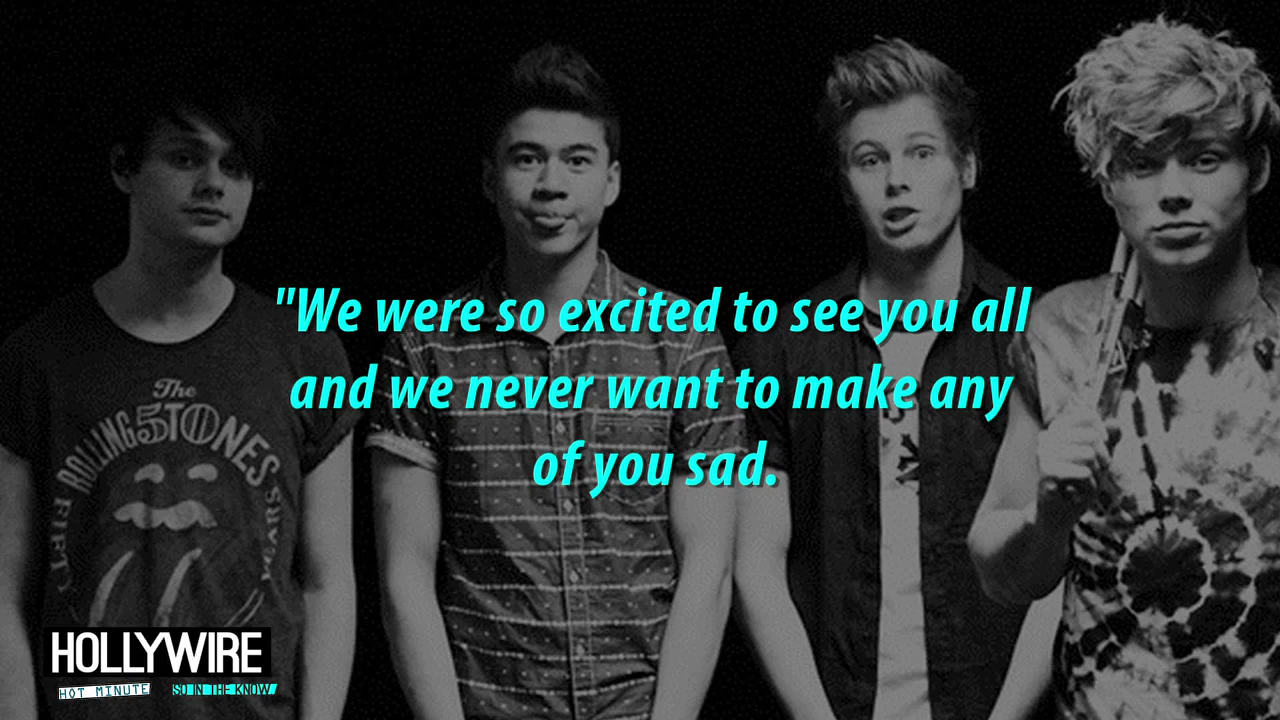 "We were so excited to see you all
and we never want to make any
of you sad.
The
ROLLING STONES
FIFTY YEARS
HOLLYWIRE
HOT MINUTE SO IN THE KNOW